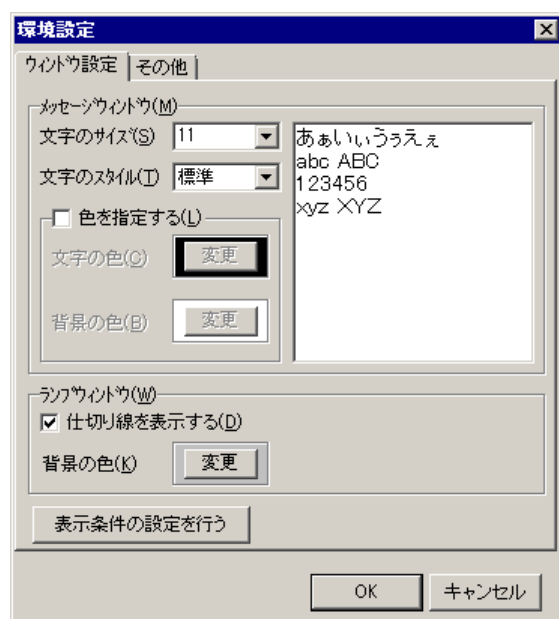 環境設定
ウィンドウ設定 その他
メッセージウィンドウ(M)
文字のサイズ(S) 11
文字のスタイル(T) 標準
色を指定する(L)
文字の色(C) 変更
背景の色(B) 変更
あぁいぃうぅえぇ
abc ABC
123456
xyz XYZ
ランプウィンドウ(W)
仕切り線を表示する(D)
背景の色(K) 変更
表示条件の設定を行う
OK キャンセル